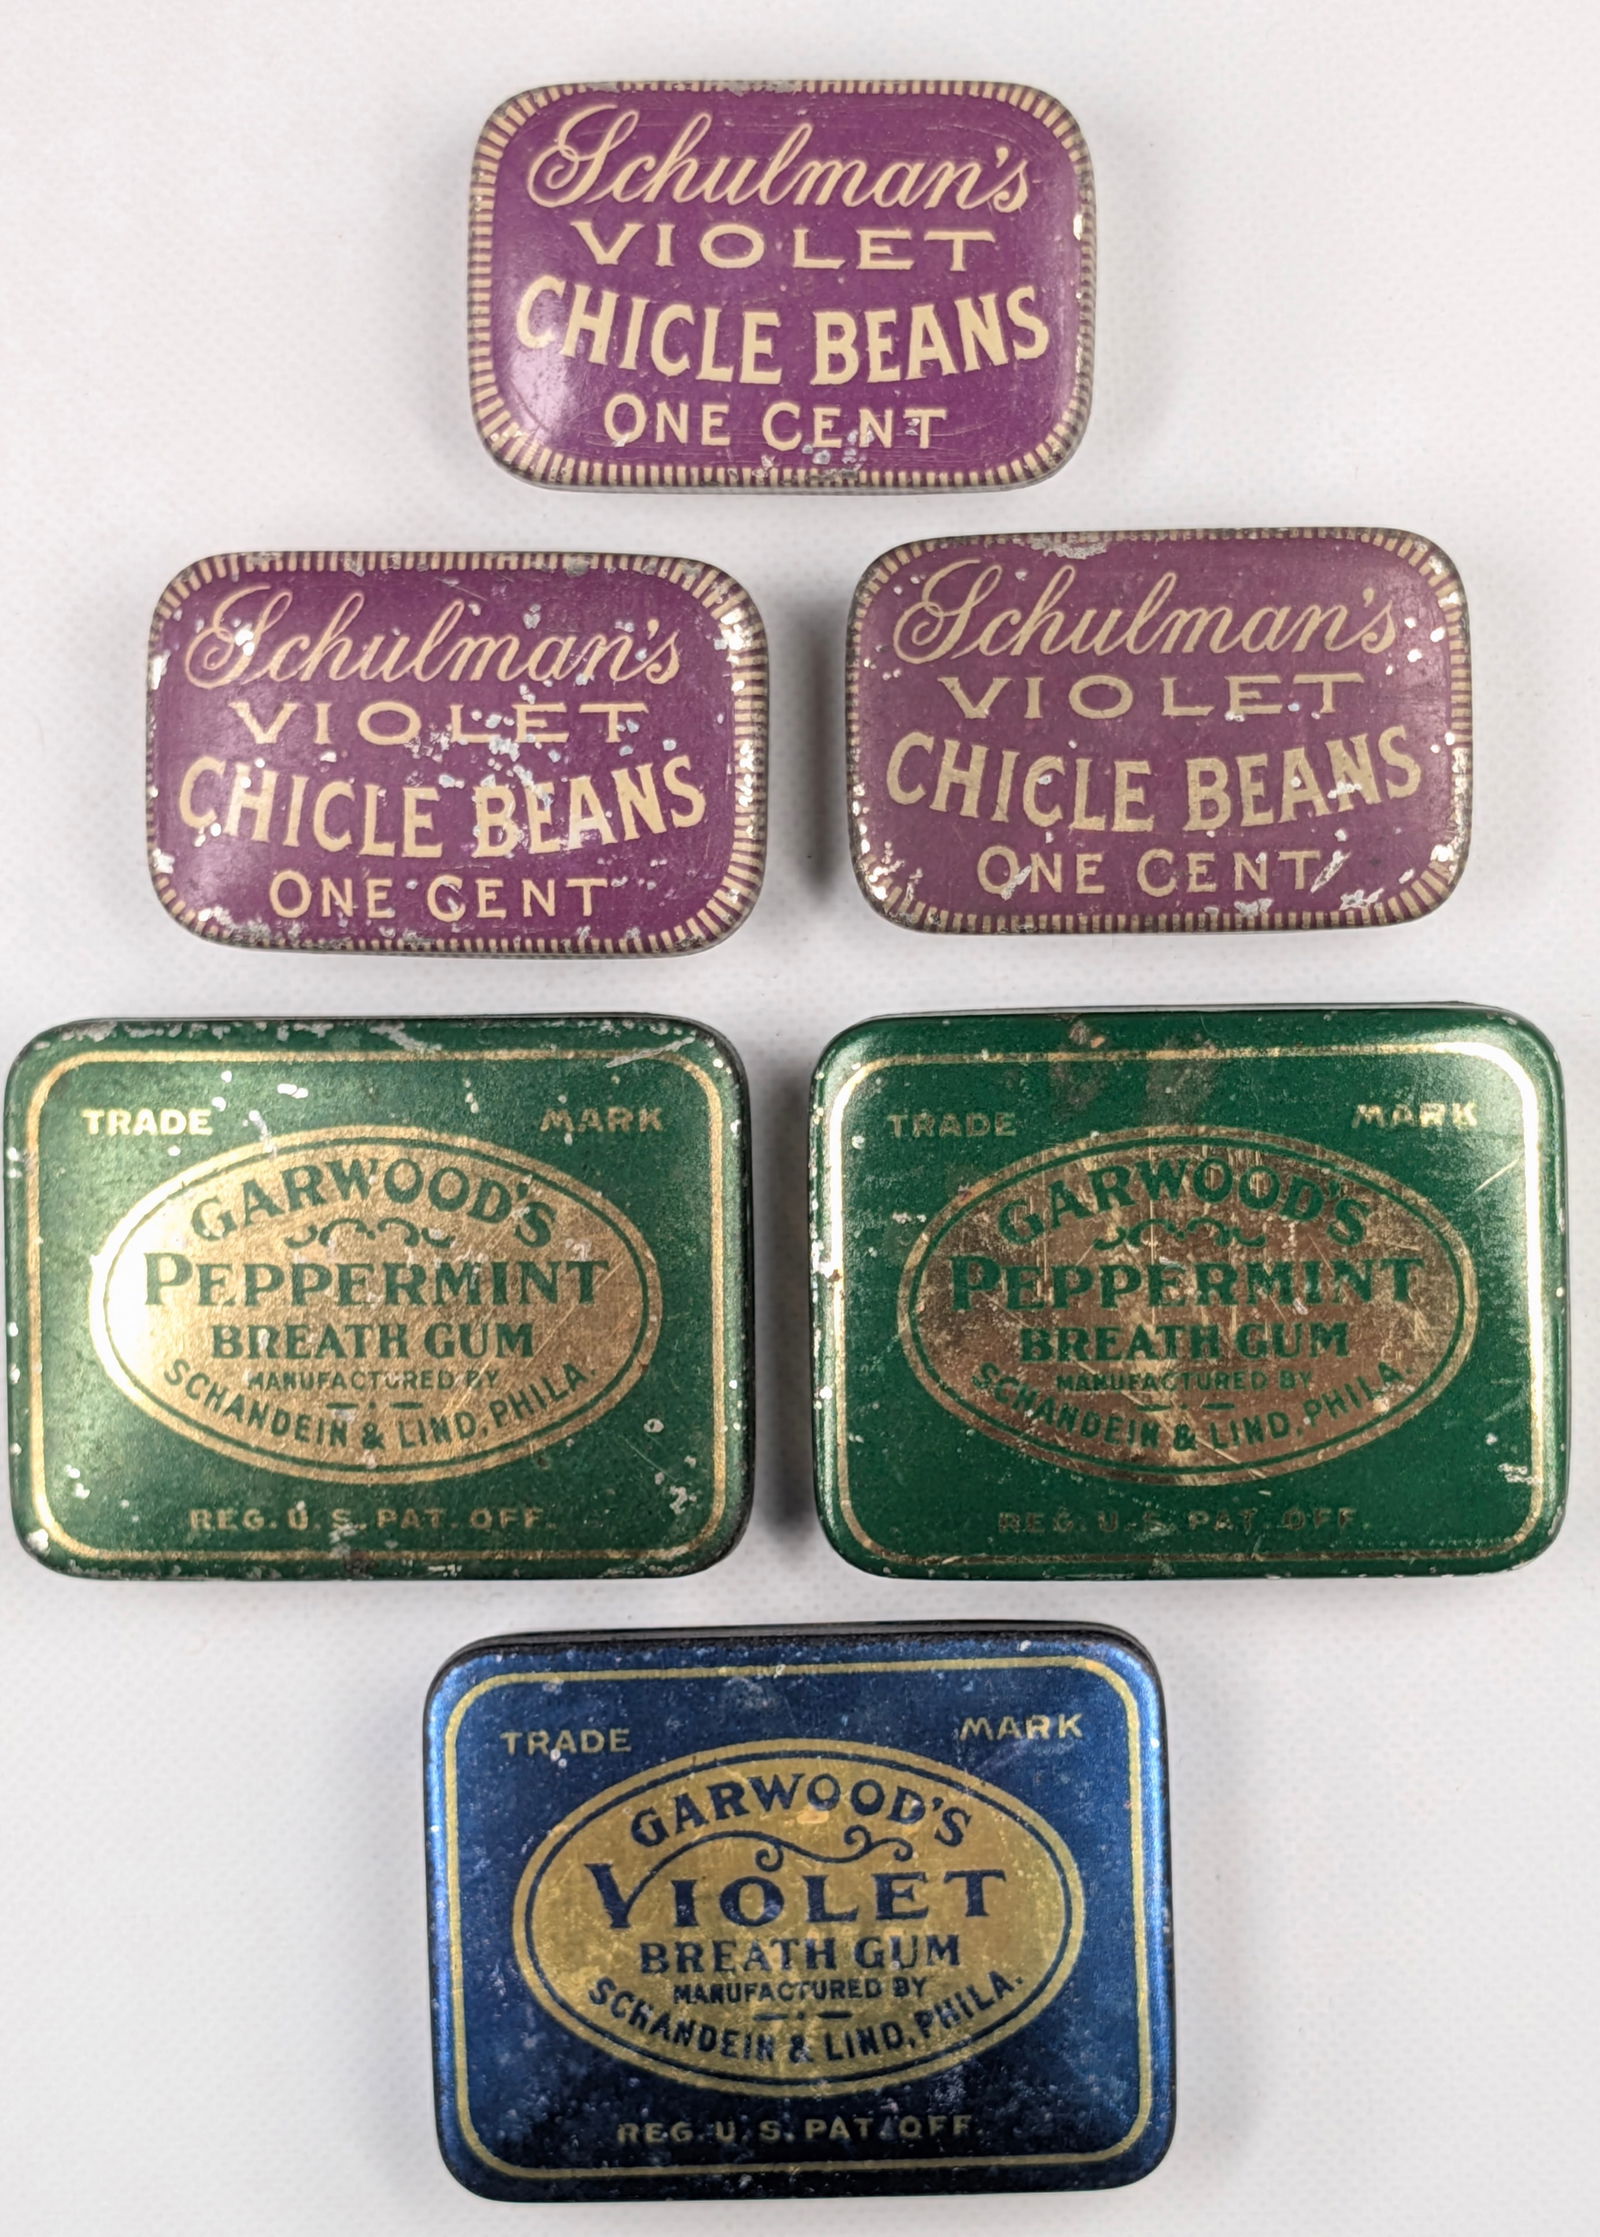 Schulman's
VIOLET
CHICLE BEANS
ONE CENT
Schulman's
VIOLET
CHICLE BEANS
ONE CENT
Schulman's
VIOLET
CHICLE BEANS
ONE CENT
TRADE MARK
GARWOOD'S
PEPPERMINT
BREATH GUM
MANUFACTURED BY
SCHANDEIN & LIND, PHILA.
REG. U. S. PAT. OFF.
TRADE MARK
GARWOOD'S
PEPPERMINT
BREATH GUM
MANUFACTURED BY
SCHANDEIN & LIND, PHILA.
REG. U. S. PAT. OFF.
TRADE MARK
GARWOOD'S
VIOLET
BREATH GUM
MANUFACTURED BY
SCHANDEIN & LIND, PHILA.
REG. U. S. PAT. OFF.